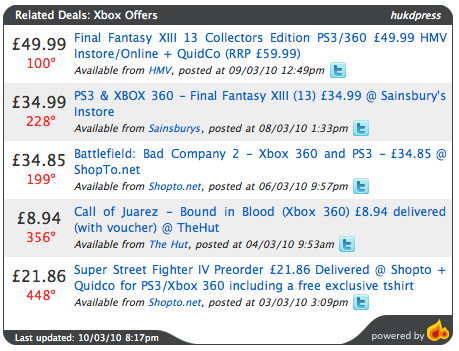 Related Deals: Xbox Offers
hukdpress
£49.99
100°
Final Fantasy XIII 13 Collectors Edition PS3/360 £49.99 HMV
Instore/Online + QuidCo (RRP £59.99)
Available from HMV, posted at 09/03/10 12:49pm
£34.99
228°
PS3 & XBOX 360 – Final Fantasy XIII (13) £34.99 @ Sainsbury's
Instore
Available from Sainsburys, posted at 08/03/10 1:33pm
£34.85
199°
Battlefield: Bad Company 2 – Xbox 360 and PS3 – £34.85 @
ShopTo.net
Available from Shopto.net, posted at 06/03/10 9:57pm
£8.94
356°
Call of Juarez – Bound in Blood (Xbox 360) £8.94 delivered
(with voucher) @ TheHut
Available from The Hut, posted at 04/03/10 9:53am
£21.86
448°
Super Street Fighter IV Preorder £21.86 Delivered @ Shopto +
Quidco for PS3/Xbox 360 including a free exclusive tshirt
Available from Shopto.net, posted at 03/03/10 3:09pm
Last updated: 10/03/10 8:17pm
powered by